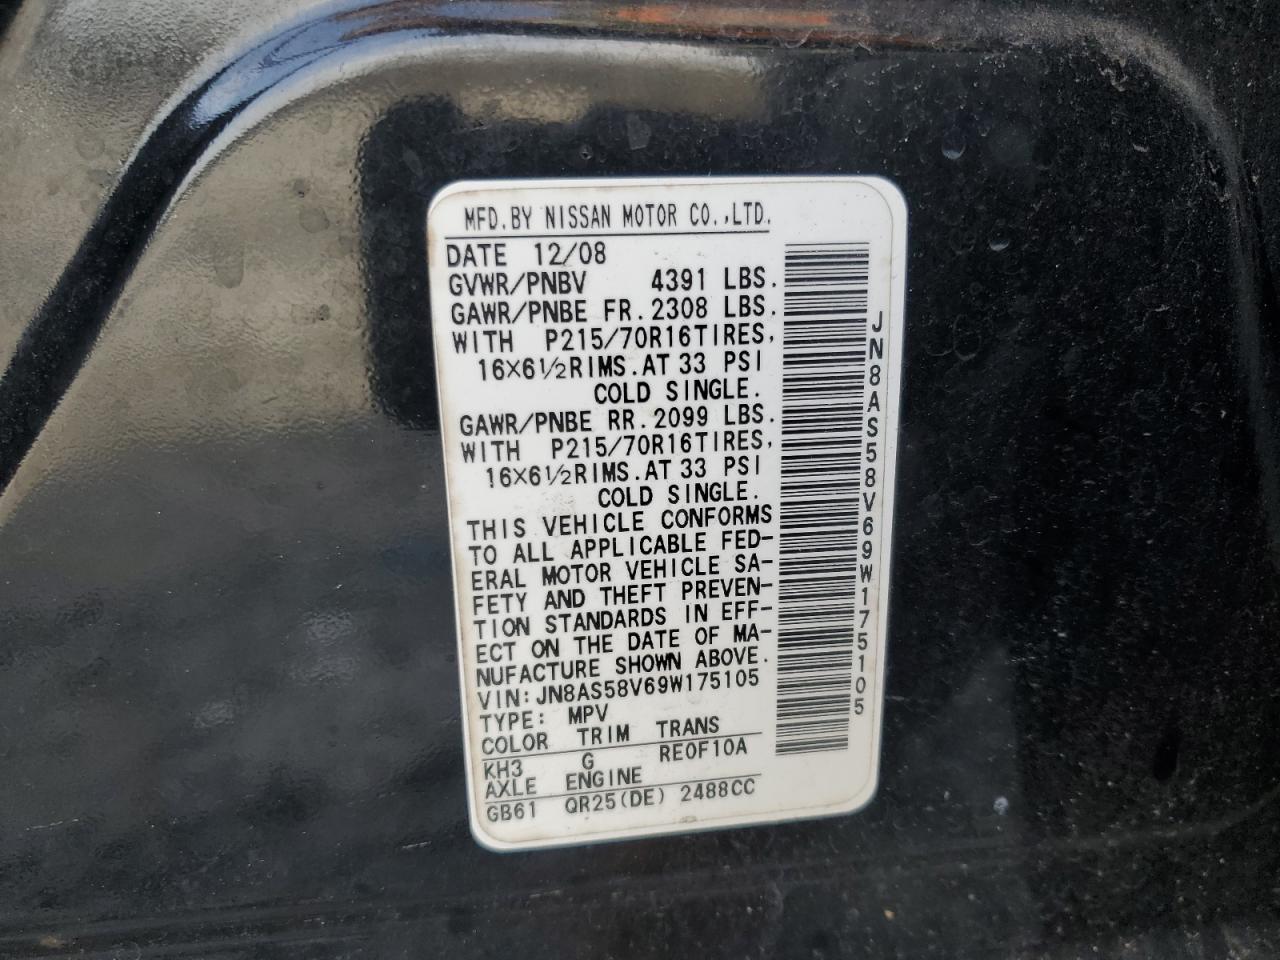 MFD.BY NISSAN MOTOR CO.,LTD.
DATE 12/08
GVWR/PNBV 4391 LBS.
GAWR/PNBE FR.2308 LBS.
WITH P215/70R16TIRES,
16×6½RIMS.AT 33 PSI
COLD SINGLE.
GAWR/PNBE RR.2099 LBS.
WITH P215/70R16TIRES,
16×6½RIMS.AT 33 PSI
COLD SINGLE.
THIS VEHICLE CONFORMS
TO ALL APPLICABLE FED-
ERAL MOTOR VEHICLE SA-
FETY AND THEFT PREVEN-
TION STANDARDS IN EFF-
ECT ON THE DATE OF MA-
NUFACTURE SHOWN ABOVE.
VIN:JN8AS58V69W175105
TYPE: MPV
COLOR TRIM TRANS
KH3 G RE0F10A
AXLE ENGINE
GB61 QR25(DE) 2488CC
JN8AS58V69W175105